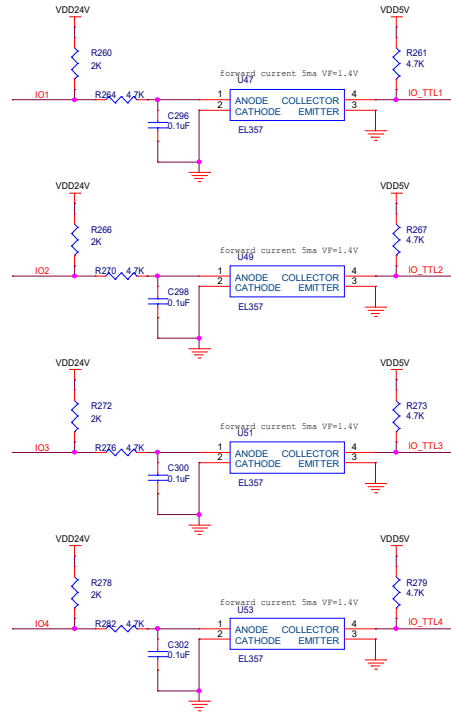 VDD24V VDD5V
R260 2K
R261 4.7K
forward current 5ma VF=1.4V
U47
IO1 R264 4.7K 1 ANODE COLLECTOR 4 IO_TTL1
2 CATHODE EMITTER 3
C296 0.1uF
EL357
VDD24V VDD5V
R266 2K
R267 4.7K
forward current 5ma VF=1.4V
U49
IO2 R270 4.7K 1 ANODE COLLECTOR 4 IO_TTL2
2 CATHODE EMITTER 3
C298 0.1uF
EL357
VDD24V VDD5V
R272 2K
R273 4.7K
forward current 5ma VF=1.4V
U51
IO3 R276 4.7K 1 ANODE COLLECTOR 4 IO_TTL3
2 CATHODE EMITTER 3
C300 0.1uF
EL357
VDD24V VDD5V
R278 2K
R279 4.7K
forward current 5ma VF=1.4V
U53
IO4 R282 4.7K 1 ANODE COLLECTOR 4 IO_TTL4
2 CATHODE EMITTER 3
C302 0.1uF
EL357